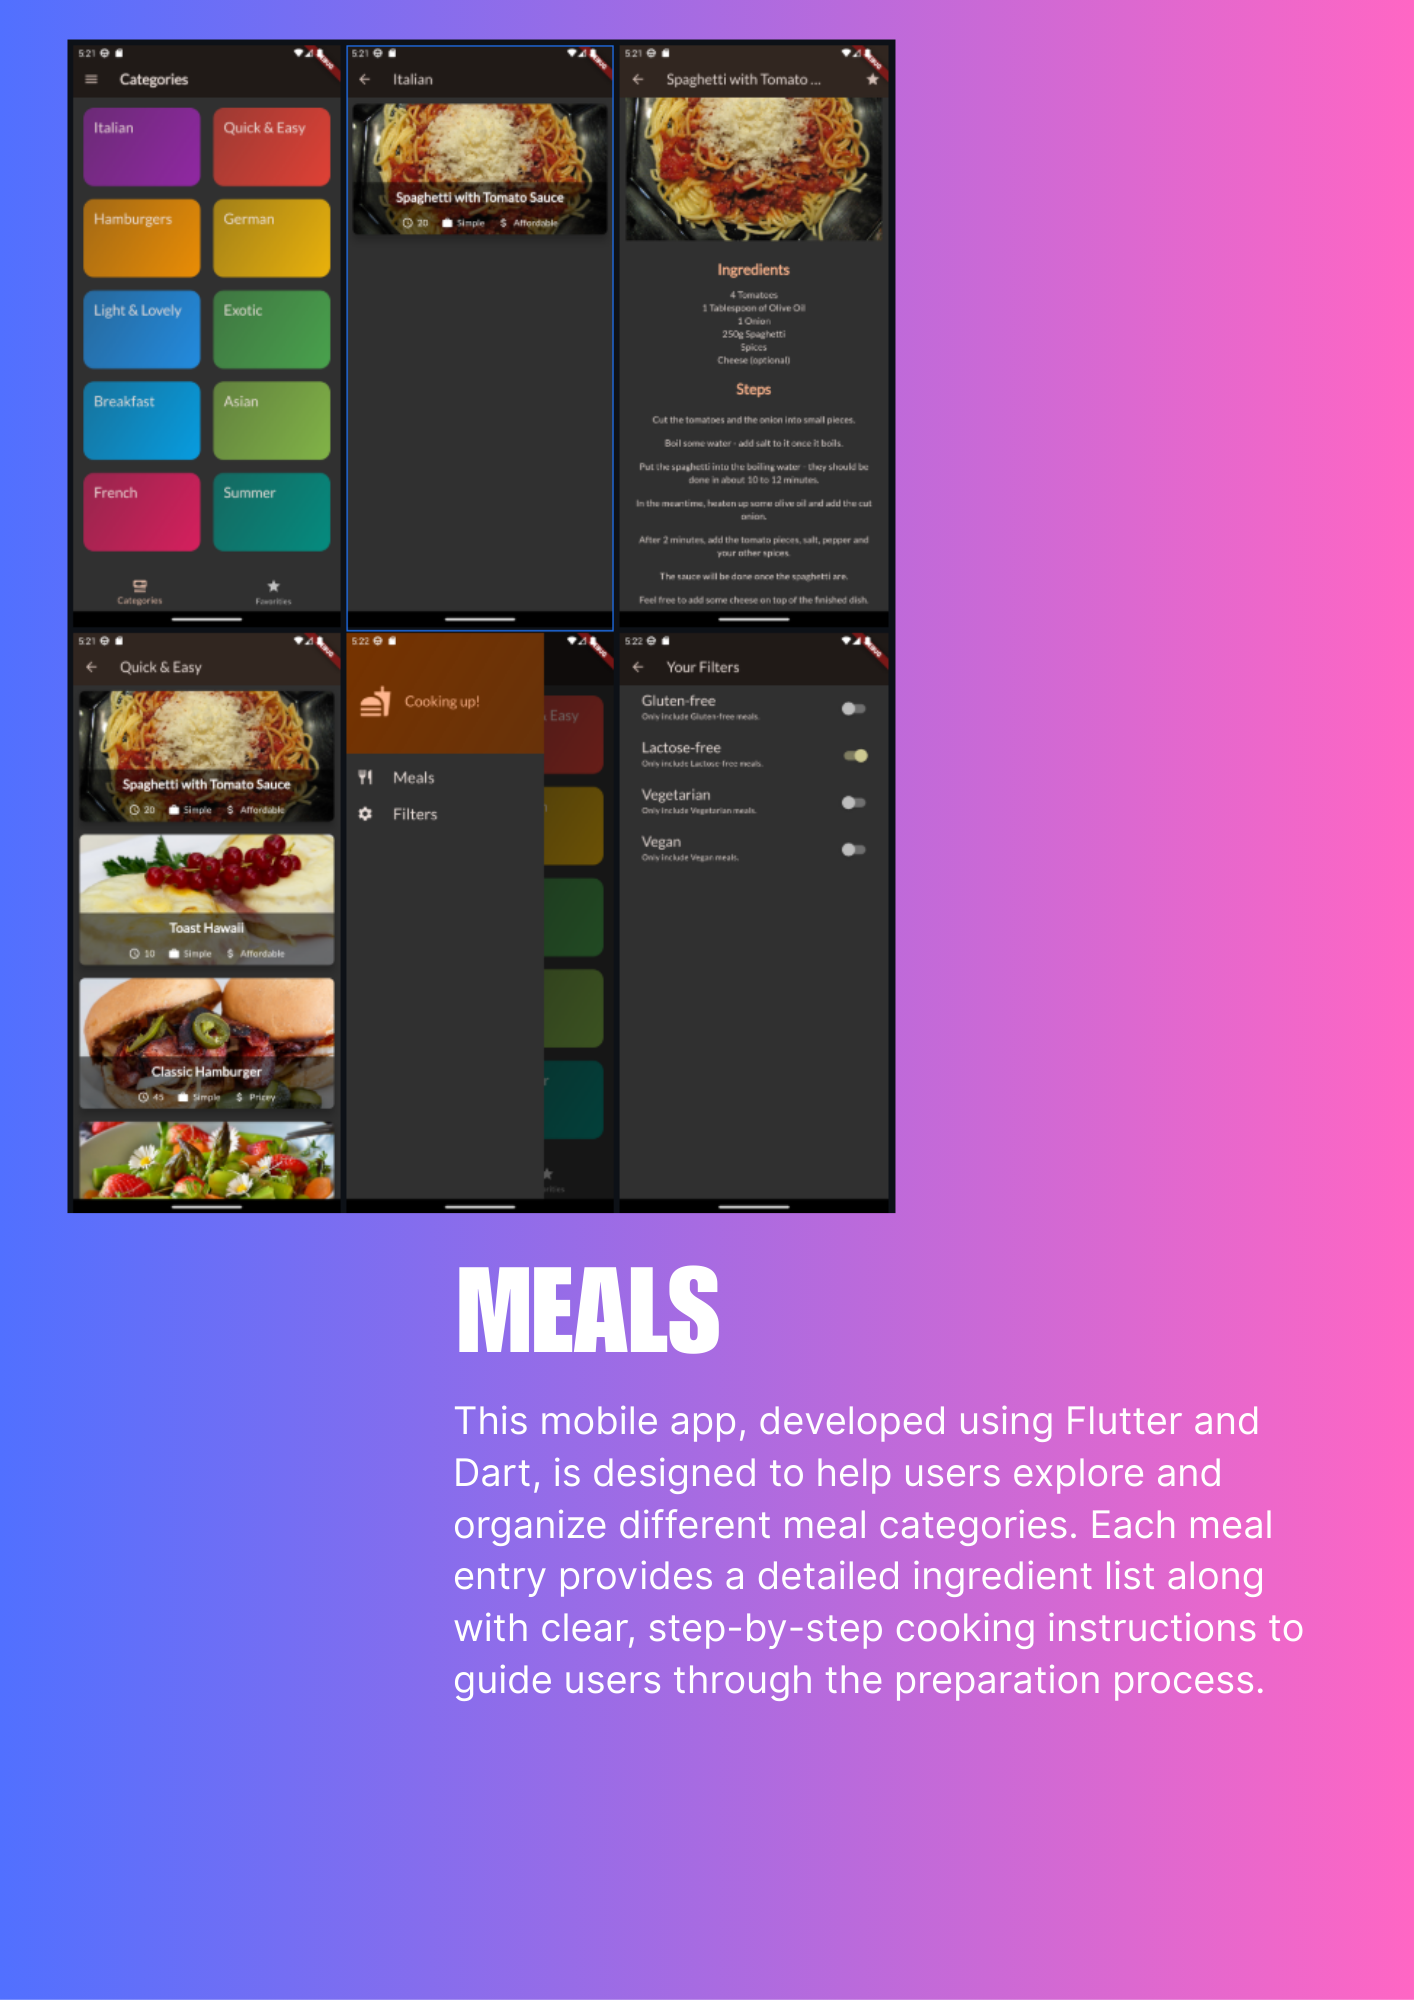 5:21
Categories
Italian
Quick & Easy
Hamburgers
German
Light & Lovely
Exotic
Breakfast
Asian
French
Summer
Categories
Favorites
5:21
Italian
Spaghetti with Tomato Sauce
20 Simple $ Affordable
5:21
Spaghetti with Tomato ...
Ingredients
4 Tomatoes
1 Tablespoon of Olive Oil
1 Onion
250g Spaghetti
Spices
Cheese (optional)
Steps
Cut the tomatoes and the onion into small pieces.
Boil some water - add salt to it once it boils.
Put the spaghetti into the boiling water - they should be
done in about 10 to 12 minutes.
In the meantime, heaten up some olive oil and add the cut
onion.
After 2 minutes, add the tomato pieces, salt, pepper and
your other spices.
The sauce will be done once the spaghetti are.
Feel free to add some cheese on top of the finished dish.
5:21
Quick & Easy
Spaghetti with Tomato Sauce
20 Simple $ Affordable
Toast Hawaii
10 Simple $ Affordable
Classic Hamburger
45 Simple $ Pricey
5:22
Cooking up!
Easy
Meals
Filters
5:22
Your Filters
Gluten-free
Only include Gluten-free meals.
Lactose-free
Only include Lactose-free meals.
Vegetarian
Only include Vegetarian meals.
Vegan
Only include Vegan meals.
MEALS
This mobile app, developed using Flutter and
Dart, is designed to help users explore and
organize different meal categories. Each meal
entry provides a detailed ingredient list along
with clear, step-by-step cooking instructions to
guide users through the preparation process.